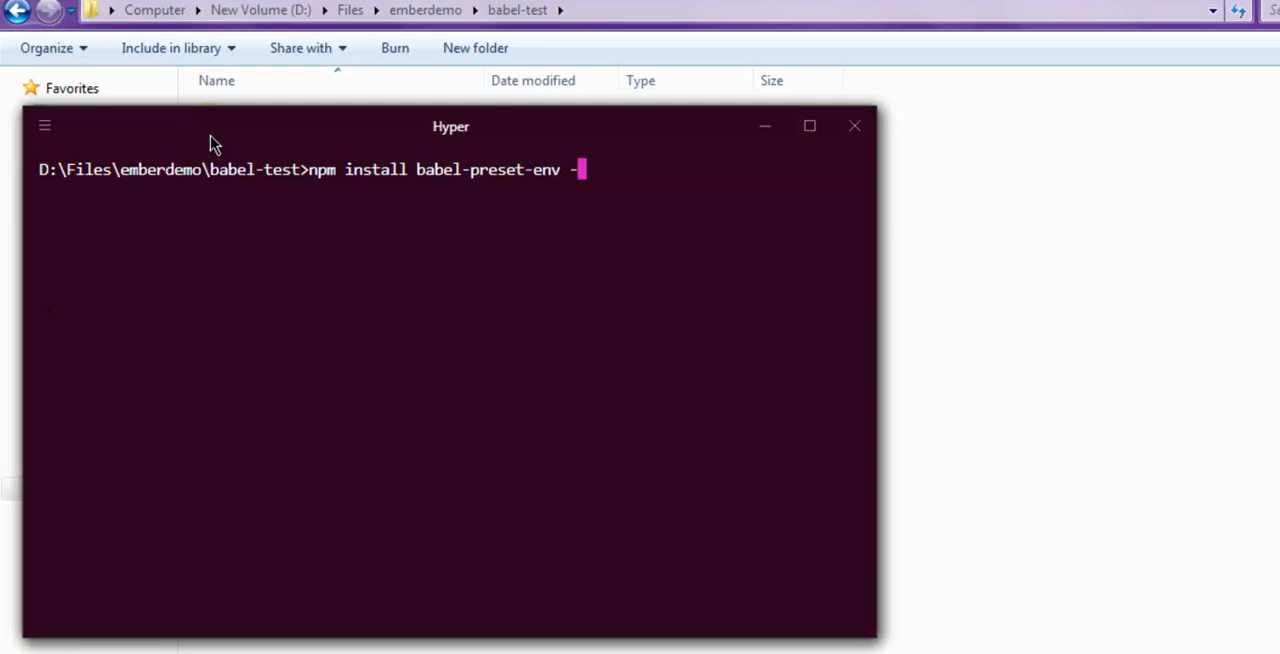 Computer New Volume (D:) Files emberdemo babel-test
Organize Include in library Share with Burn New folder
Name Date modified Type Size
Favorites
Hyper
D:\Files\emberdemo\babel-test>npm install babel-preset-env -